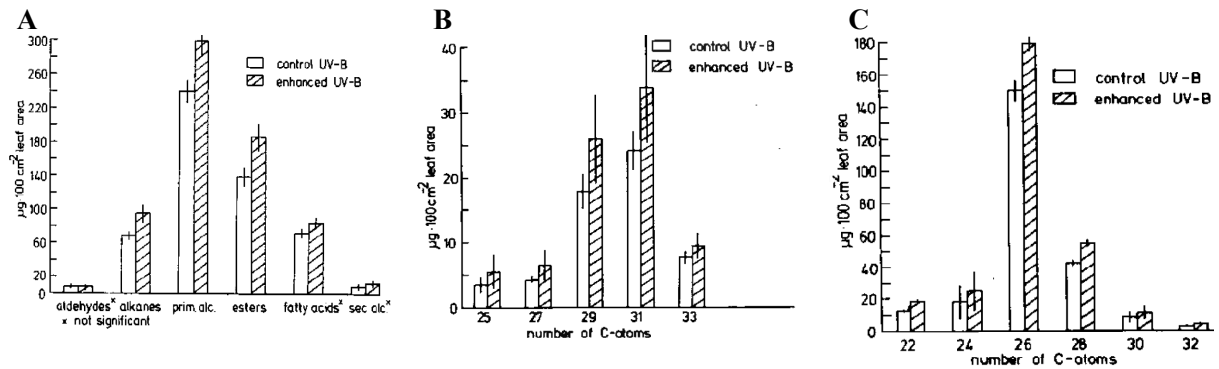 A
300
260
220
180
140
100
60
20
0
µg·100 cm⁻² leaf area
control UV-B
enhanced UV-B
aldehydesˣ alkanes prim. alc. esters fatty acidsˣ sec alc.ˣ
x not significant
B
40
30
20
10
0
µg·100cm⁻² leaf area
control UV-B
enhanced UV-B
25 27 29 31 33
number of C-atoms
C
180
160
140
120
100
80
60
40
20
0
µg·100 cm⁻² leaf area
control UV-B
enhanced UV-B
22 24 26 28 30 32
number of C-atoms